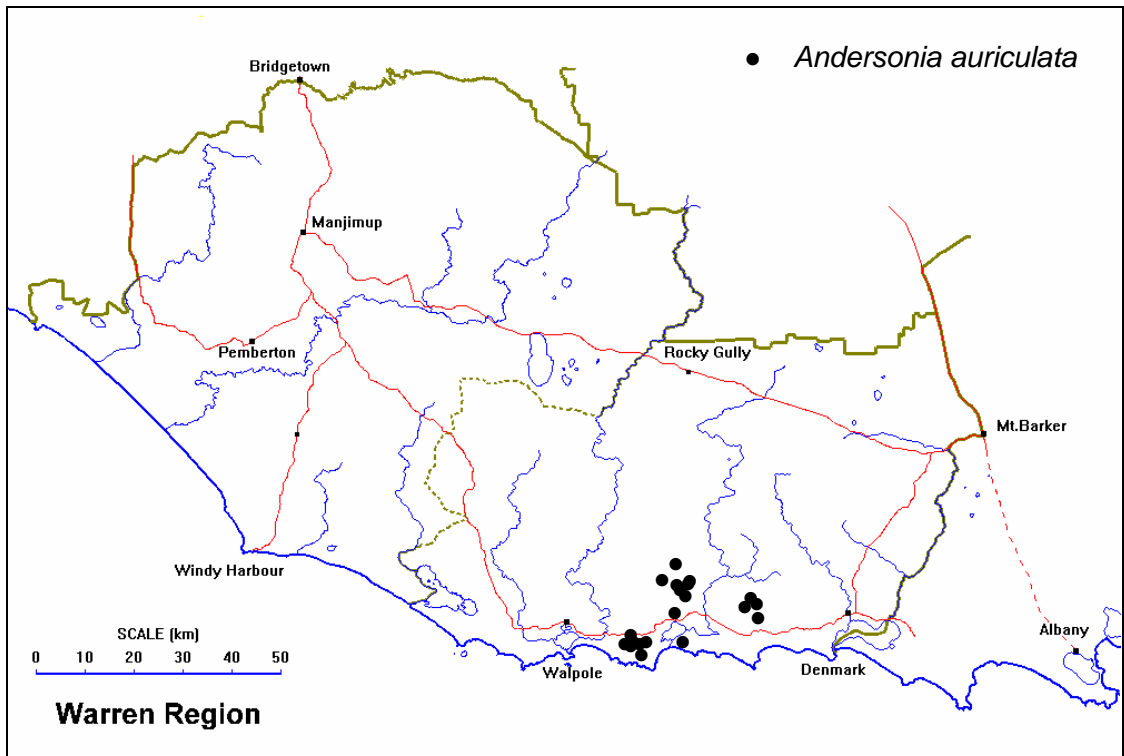 Andersonia auriculata
Bridgetown
Manjimup
Pemberton
Rocky Gully
Mt.Barker
Windy Harbour
SCALE (km)
0 10 20 30 40 50
Walpole
Denmark
Albany
Warren Region